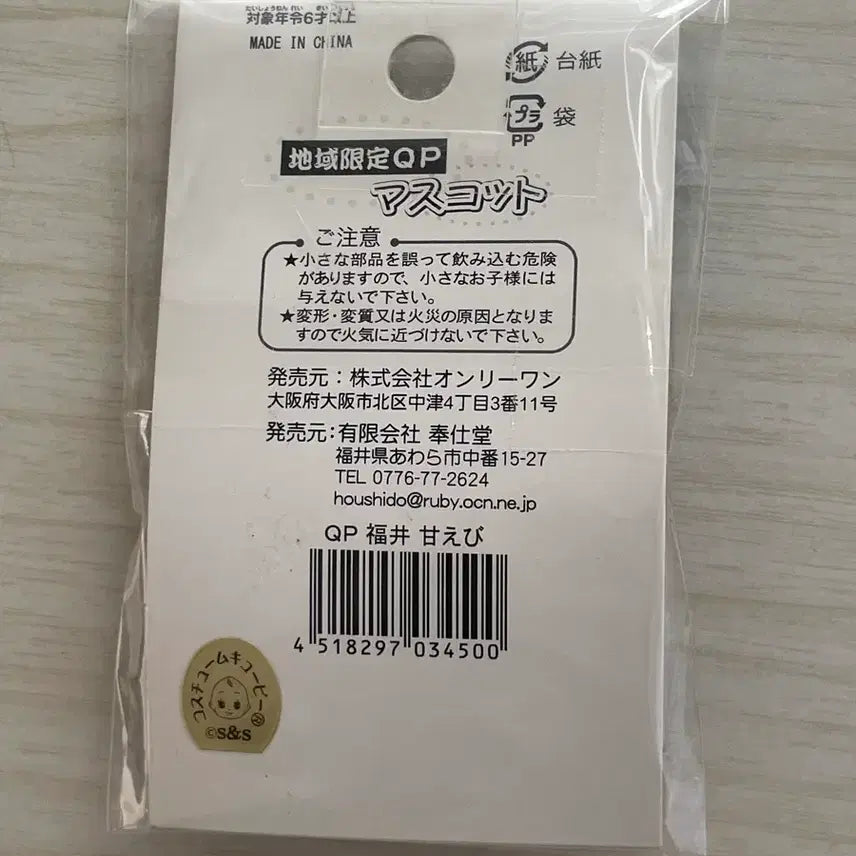 対象年令6才以上
MADE IN CHINA
紙 台紙
プラ 袋
PP
地域限定QP
マスコット
ご注意
★小さな部品を誤って飲み込む危険
がありますので、小さなお子様には
与えないで下さい。
★変形・変質又は火災の原因となりま
すので火気に近づけないで下さい。
発売元：株式会社オンリーワン
大阪府大阪市北区中津4丁目3番11号
発売元：有限会社 奉仕堂
福井県あわら市中番15-27
TEL 0776-77-2624
houshido@ruby.ocn.ne.jp
QP 福井 甘えび
4 518297 034500
コスチュームキューピー
©S&S